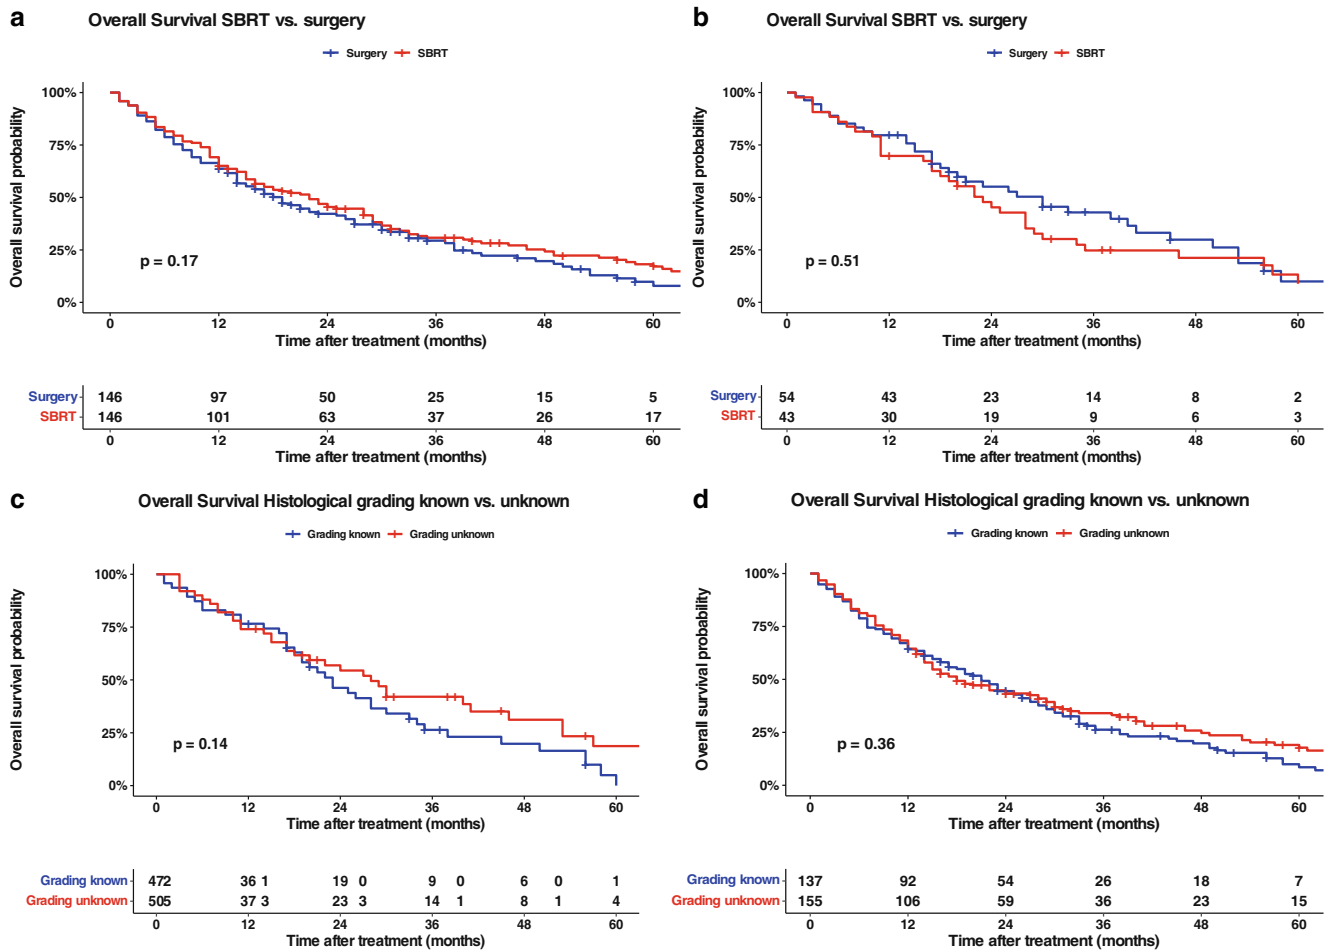 a
Overall Survival SBRT vs. surgery
Surgery SBRT
Overall survival probability
100%
75%
50%
25%
0%
p = 0.17
0 12 24 36 48 60
Time after treatment (months)
Surgery 146 97 50 25 15 5
SBRT 146 101 63 37 26 17
0 12 24 36 48 60
Time after treatment (months)
b
Overall Survival SBRT vs. surgery
Surgery SBRT
Overall survival probability
100%
75%
50%
25%
0%
p = 0.51
0 12 24 36 48 60
Time after treatment (months)
Surgery 54 43 23 14 8 2
SBRT 43 30 19 9 6 3
0 12 24 36 48 60
Time after treatment (months)
c
Overall Survival Histological grading known vs. unknown
Grading known Grading unknown
Overall survival probability
100%
75%
50%
25%
0%
p = 0.14
0 12 24 36 48 60
Time after treatment (months)
Grading known 472 36 1 19 0 9 0 6 0 1
Grading unknown 505 37 3 23 3 14 1 8 1 4
0 12 24 36 48 60
Time after treatment (months)
d
Overall Survival Histological grading known vs. unknown
Grading known Grading unknown
Overall survival probability
100%
75%
50%
25%
0%
p = 0.36
0 12 24 36 48 60
Time after treatment (months)
Grading known 137 92 54 26 18 7
Grading unknown 155 106 59 36 23 15
0 12 24 36 48 60
Time after treatment (months)